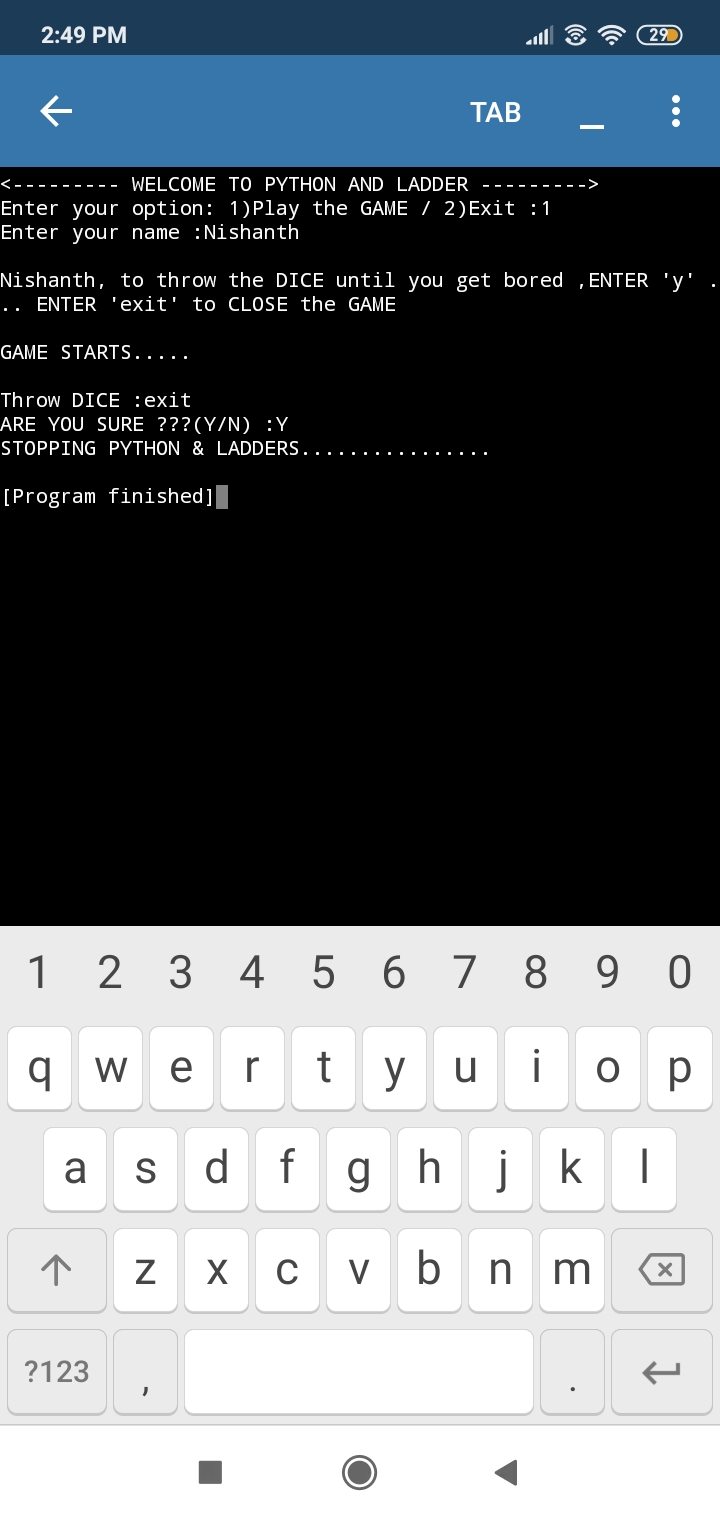 2:49 PM 29
TAB _
<--------- WELCOME TO PYTHON AND LADDER --------->
Enter your option: 1)Play the GAME / 2)Exit :1
Enter your name :Nishanth
Nishanth, to throw the DICE until you get bored ,ENTER 'y' .
.. ENTER 'exit' to CLOSE the GAME
GAME STARTS.....
Throw DICE :exit
ARE YOU SURE ???(Y/N) :Y
STOPPING PYTHON & LADDERS................
[Program finished]
1 2 3 4 5 6 7 8 9 0
q w e r t y u i o p
a s d f g h j k l
z x c v b n m
?123 , .